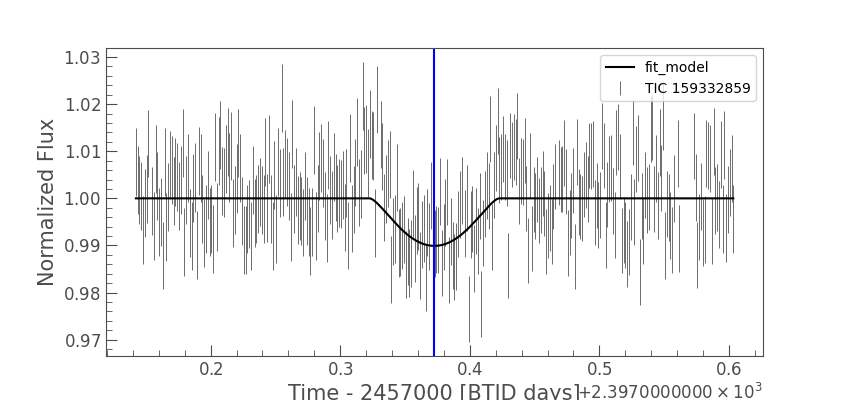 1.03
1.02
1.01
1.00
0.99
0.98
0.97
Normalized Flux
fit_model
TIC 159332859
0.2 0.3 0.4 0.5 0.6
Time - 2457000 [BTJD days]
+2.3970000000 × 10³